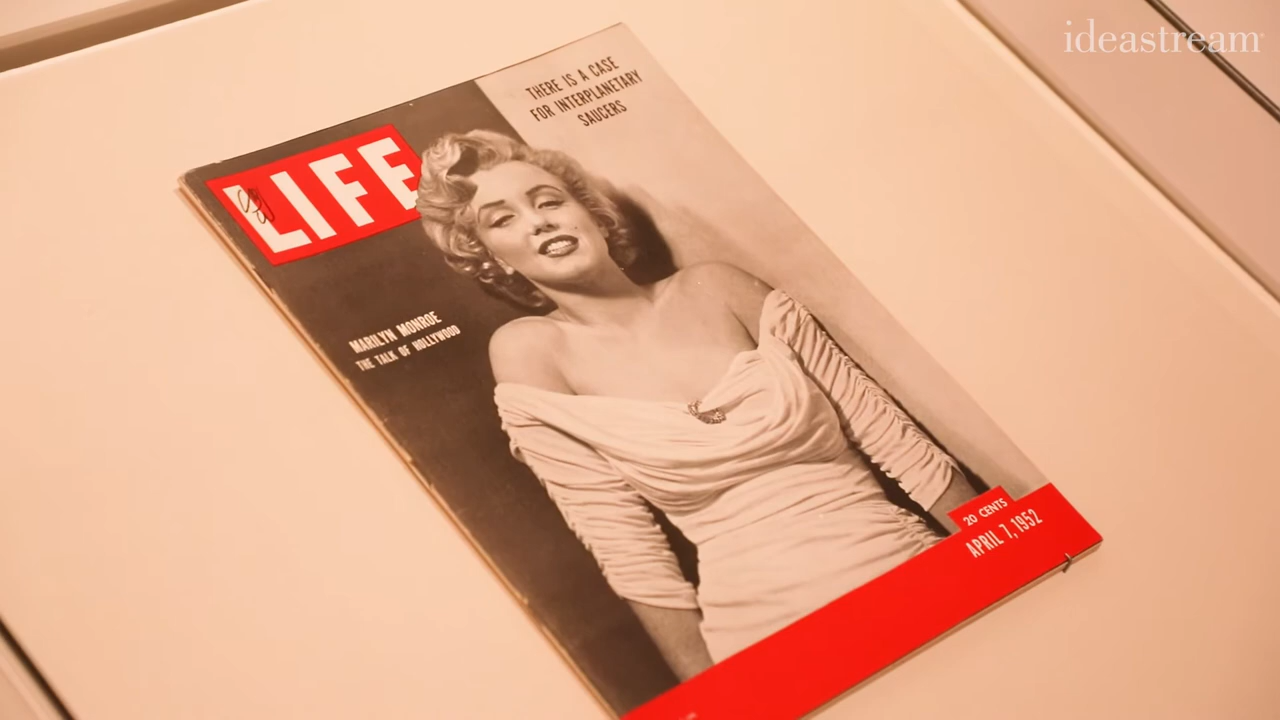 ideastream
THERE IS A CASE
FOR INTERPLANETARY
SAUCERS
LIFE
MARILYN MONROE
THE TALK OF HOLLYWOOD
20 CENTS
APRIL 7, 1952